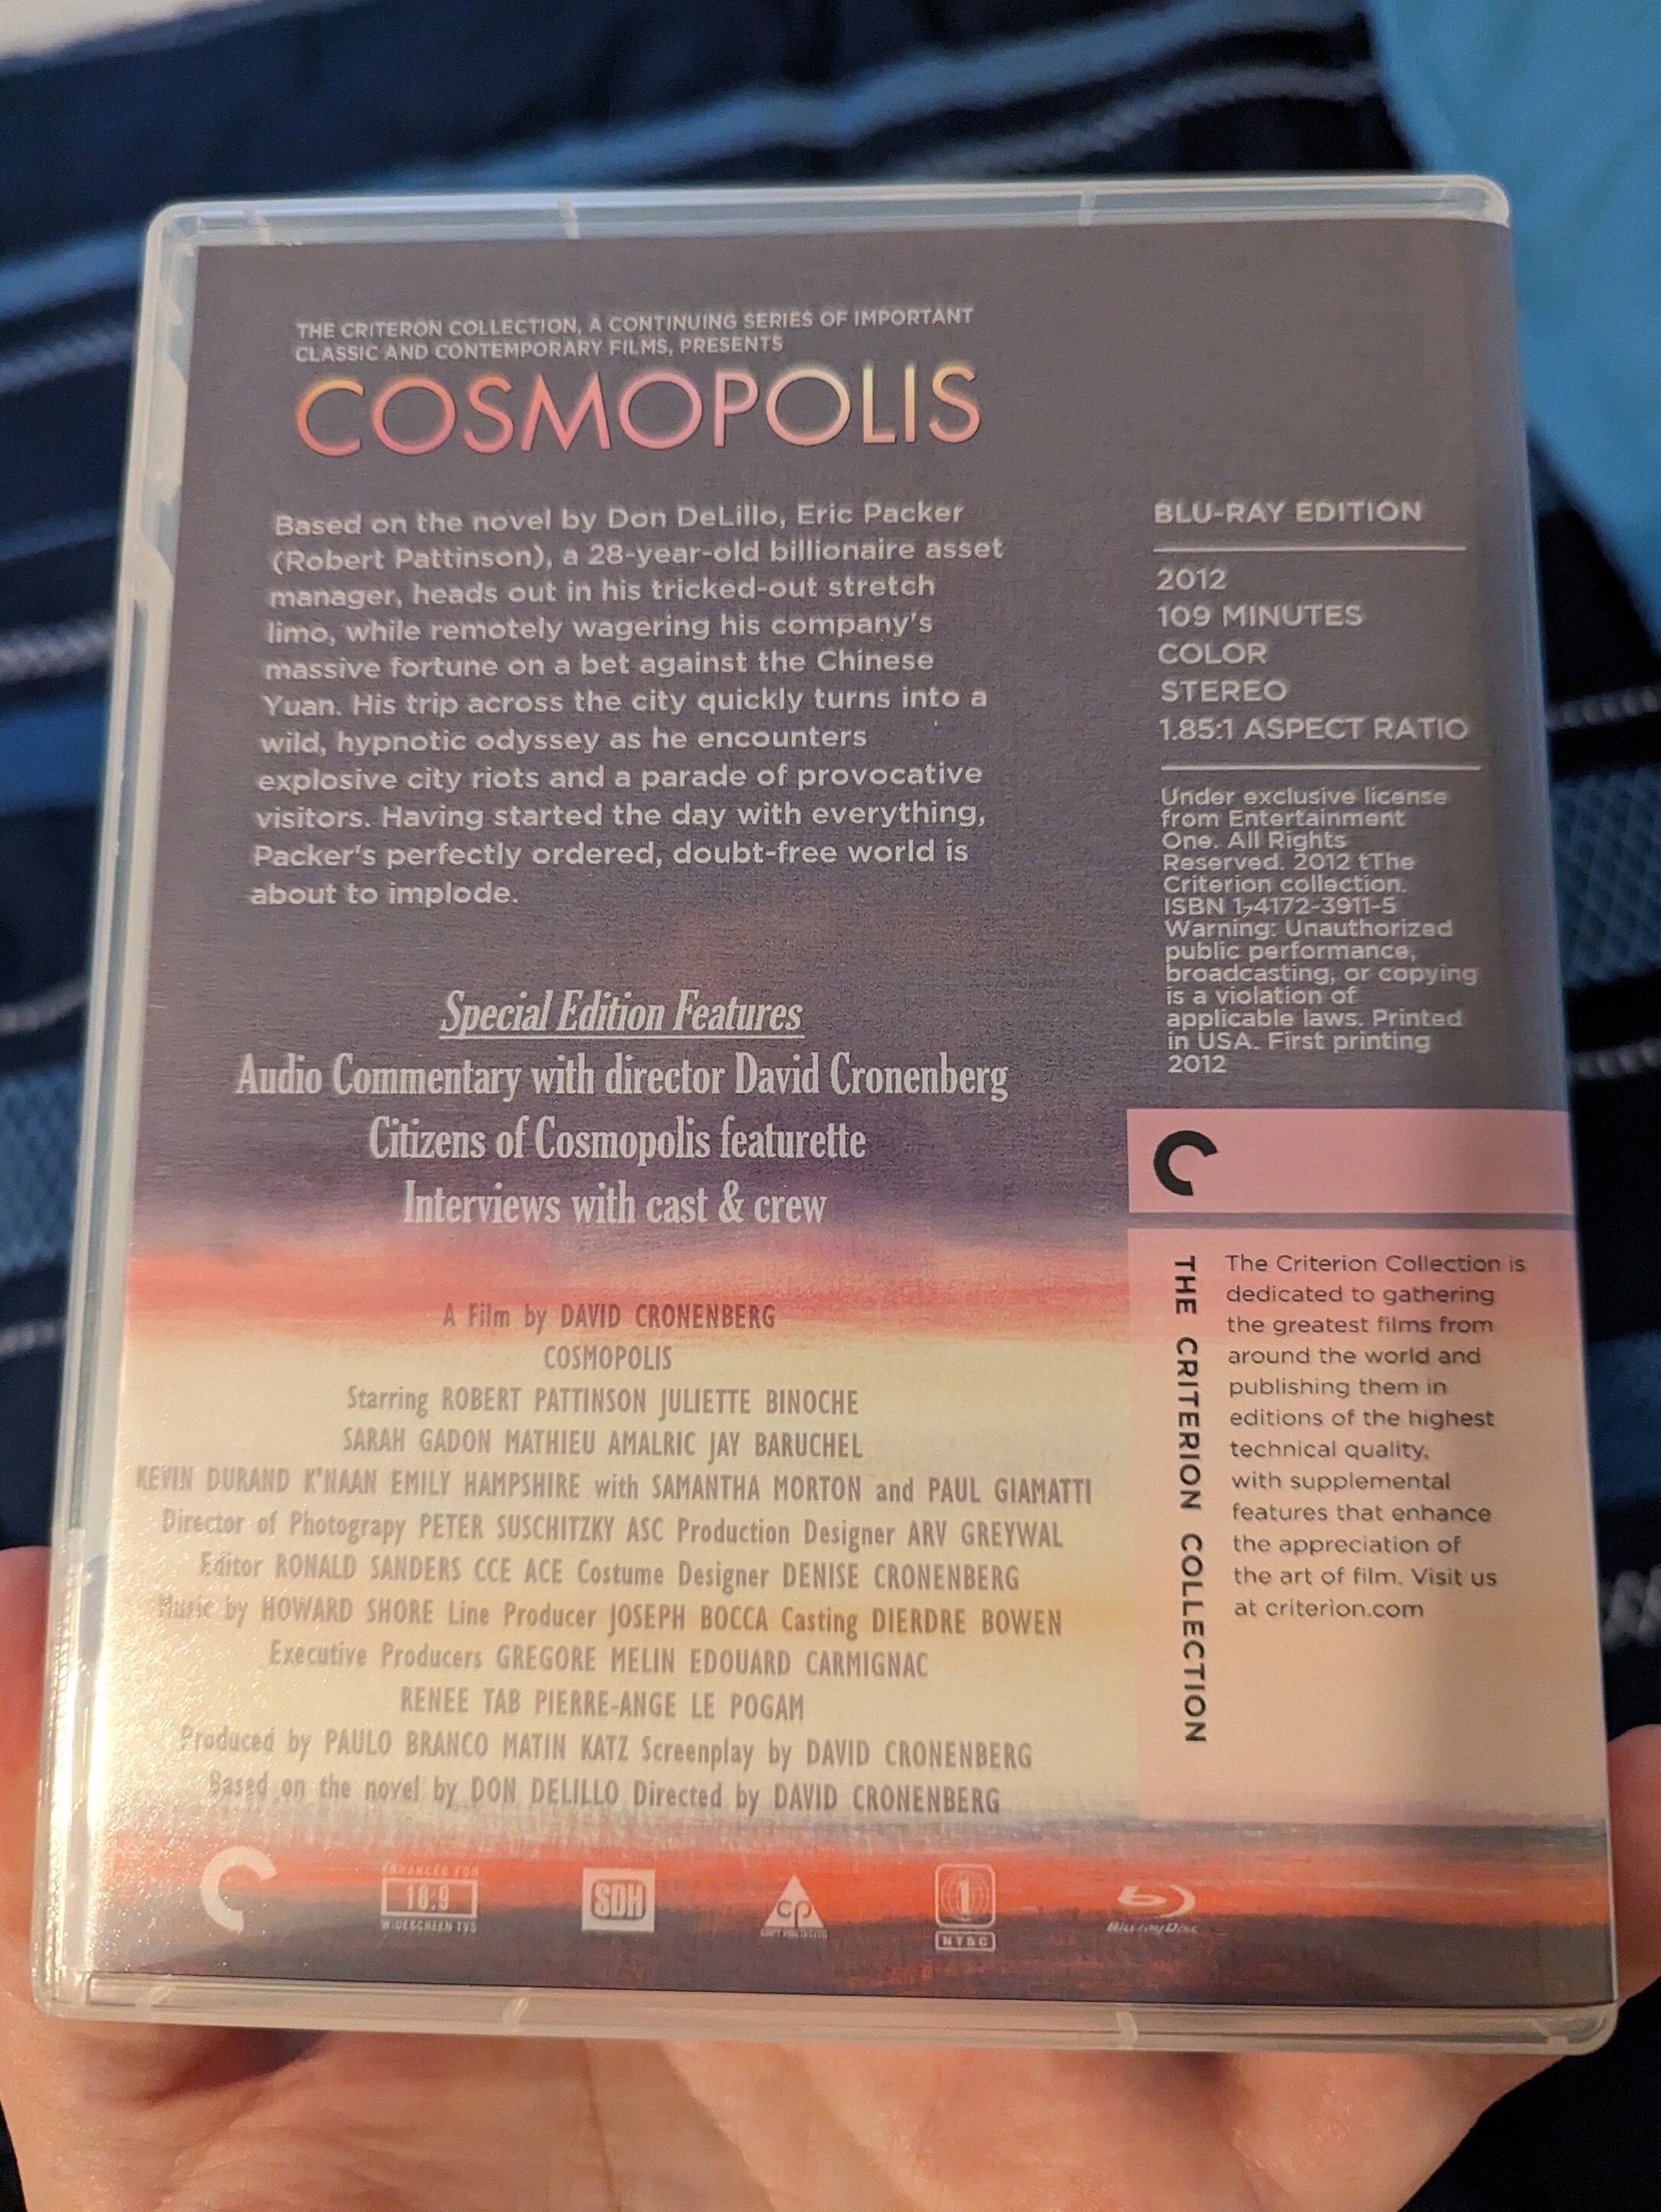 THE CRITERON COLLECTION, A CONTINUING SERIES OF IMPORTANT
CLASSIC AND CONTEMPORARY FILMS, PRESENTS
COSMOPOLIS
Based on the novel by Don DeLillo, Eric Packer
(Robert Pattinson), a 28-year-old billionaire asset
manager, heads out in his tricked-out stretch
limo, while remotely wagering his company's
massive fortune on a bet against the Chinese
Yuan. His trip across the city quickly turns into a
wild, hypnotic odyssey as he encounters
explosive city riots and a parade of provocative
visitors. Having started the day with everything,
Packer's perfectly ordered, doubt-free world is
about to implode.
Special Edition Features
Audio Commentary with director David Cronenberg
Citizens of Cosmopolis featurette
Interviews with cast & crew
A Film by DAVID CRONENBERG
COSMOPOLIS
Starring ROBERT PATTINSON JULIETTE BINOCHE
SARAH GADON MATHIEU AMALRIC JAY BARUCHEL
KEVIN DURAND K'NAAN EMILY HAMPSHIRE with SAMANTHA MORTON and PAUL GIAMATTI
Director of Photograpy PETER SUSCHITZKY ASC Production Designer ARV GREYWAL
Editor RONALD SANDERS CCE ACE Costume Designer DENISE CRONENBERG
Music by HOWARD SHORE Line Producer JOSEPH BOCCA Casting DIERDRE BOWEN
Executive Producers GREGORE MELIN EDOUARD CARMIGNAC
RENEE TAB PIERRE-ANGE LE POGAM
Produced by PAULO BRANCO MATIN KATZ Screenplay by DAVID CRONENBERG
Based on the novel by DON DELILLO Directed by DAVID CRONENBERG
BLU-RAY EDITION
2012
109 MINUTES
COLOR
STEREO
1.85:1 ASPECT RATIO
Under exclusive license
from Entertainment
One. All Rights
Reserved. 2012 tThe
Criterion collection.
ISBN 1-4172-3911-5
Warning: Unauthorized
public performance,
broadcasting, or copying
is a violation of
applicable laws. Printed
in USA. First printing
2012
THE CRITERION COLLECTION
The Criterion Collection is
dedicated to gathering
the greatest films from
around the world and
publishing them in
editions of the highest
technical quality,
with supplemental
features that enhance
the appreciation of
the art of film. Visit us
at criterion.com
ENHANCED FOR
16:9
WIDESCREEN TVS
SDH
CP
1
NTSC
Blu-ray Disc